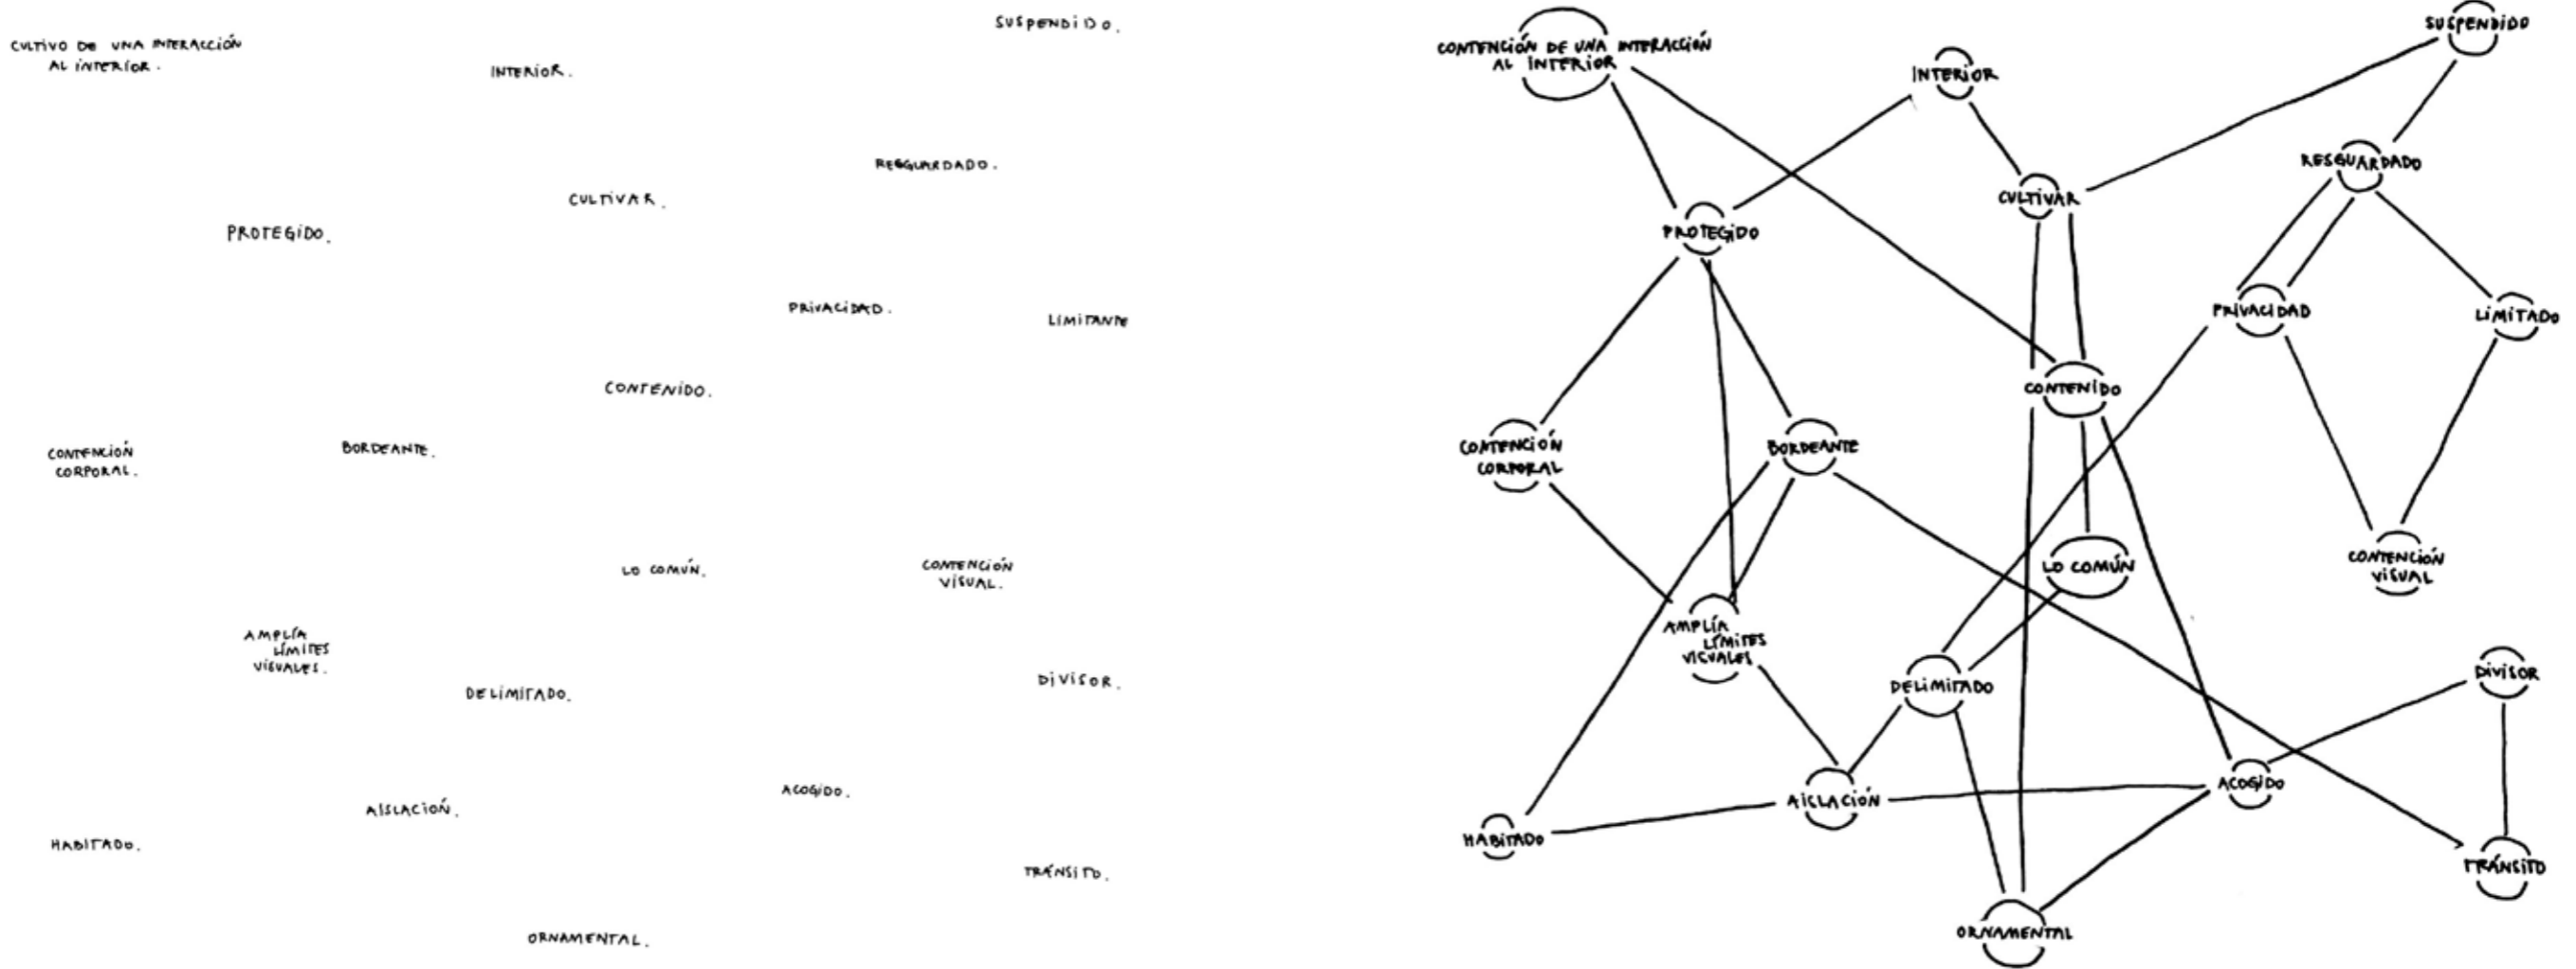 SUSPENDIDO.
CULTIVO DE UNA INTERACCIÓN
AL INTERIOR.
INTERIOR.
RESGUARDADO.
CULTIVAR.
PROTEGIDO.
PRIVACIDAD.
LIMITANTE
CONTENIDO.
CONTENCIÓN
CORPORAL.
BORDEANTE.
LO COMÚN.
CONTENCIÓN
VISUAL.
AMPLÍA
LÍMITES
VISUALES.
DELIMITADO.
DIVISOR.
ACOGIDO.
AISLACIÓN.
HABITADO.
TRÁNSITO.
ORNAMENTAL.
SUSPENDIDO
CONTENCIÓN DE UNA INTERACCIÓN
AL INTERIOR
INTERIOR
RESGUARDADO
CULTIVAR
PROTEGIDO
PRIVACIDAD
LIMITADO
CONTENIDO
CONTENCIÓN
CORPORAL
BORDEANTE
LO COMÚN
CONTENCIÓN
VISUAL
AMPLÍA
LÍMITES
VISUALES
DELIMITADO
DIVISOR
ACOGIDO
AISLACIÓN
HABITADO
TRÁNSITO
ORNAMENTAL